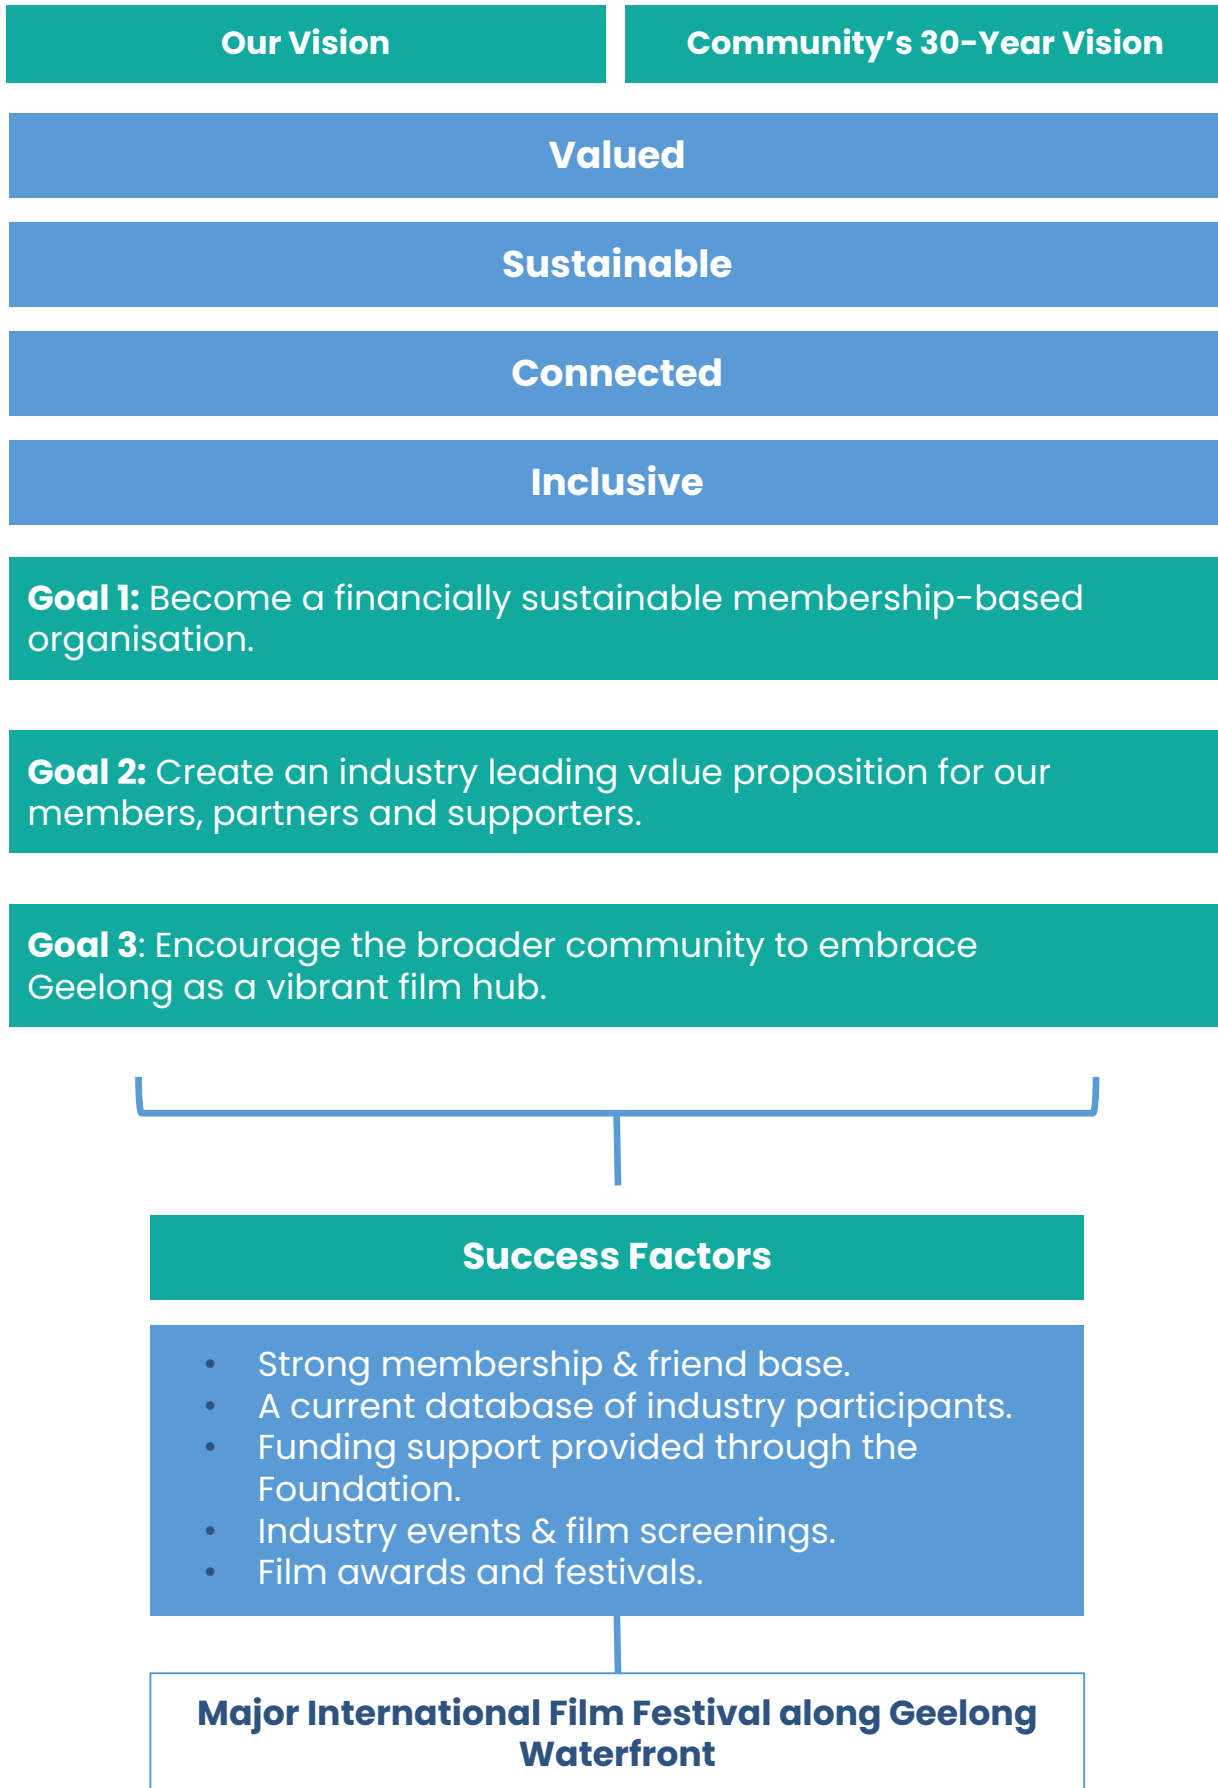 Our Vision
Community’s 30-Year Vision
Valued
Sustainable
Connected
Inclusive
Goal 1: Become a financially sustainable membership-based
organisation.
Goal 2: Create an industry leading value proposition for our
members, partners and supporters.
Goal 3: Encourage the broader community to embrace
Geelong as a vibrant film hub.
Success Factors
• Strong membership & friend base.
• A current database of industry participants.
• Funding support provided through the
Foundation.
• Industry events & film screenings.
• Film awards and festivals.
Major International Film Festival along Geelong
Waterfront